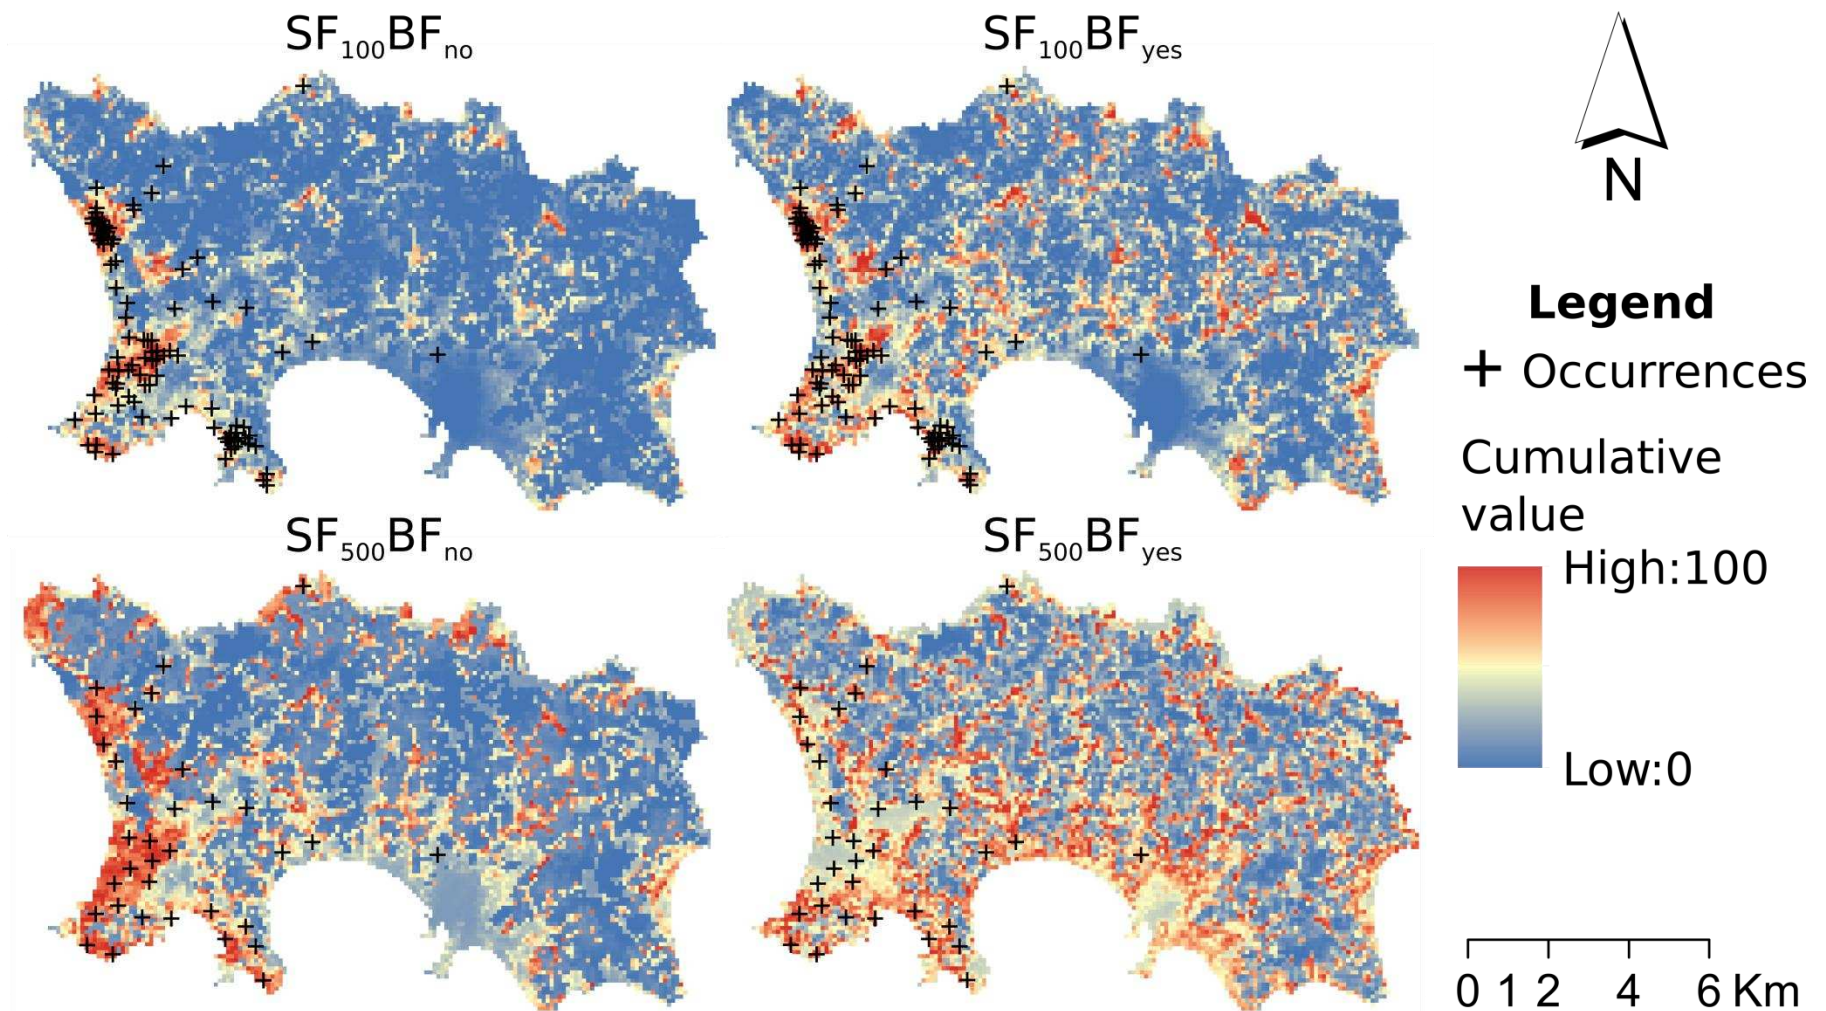 SF100BFno
SF100BFyes
N
Legend
+ Occurrences
Cumulative
value
High:100
Low:0
SF500BFno
SF500BFyes
0 1 2 4 6 Km